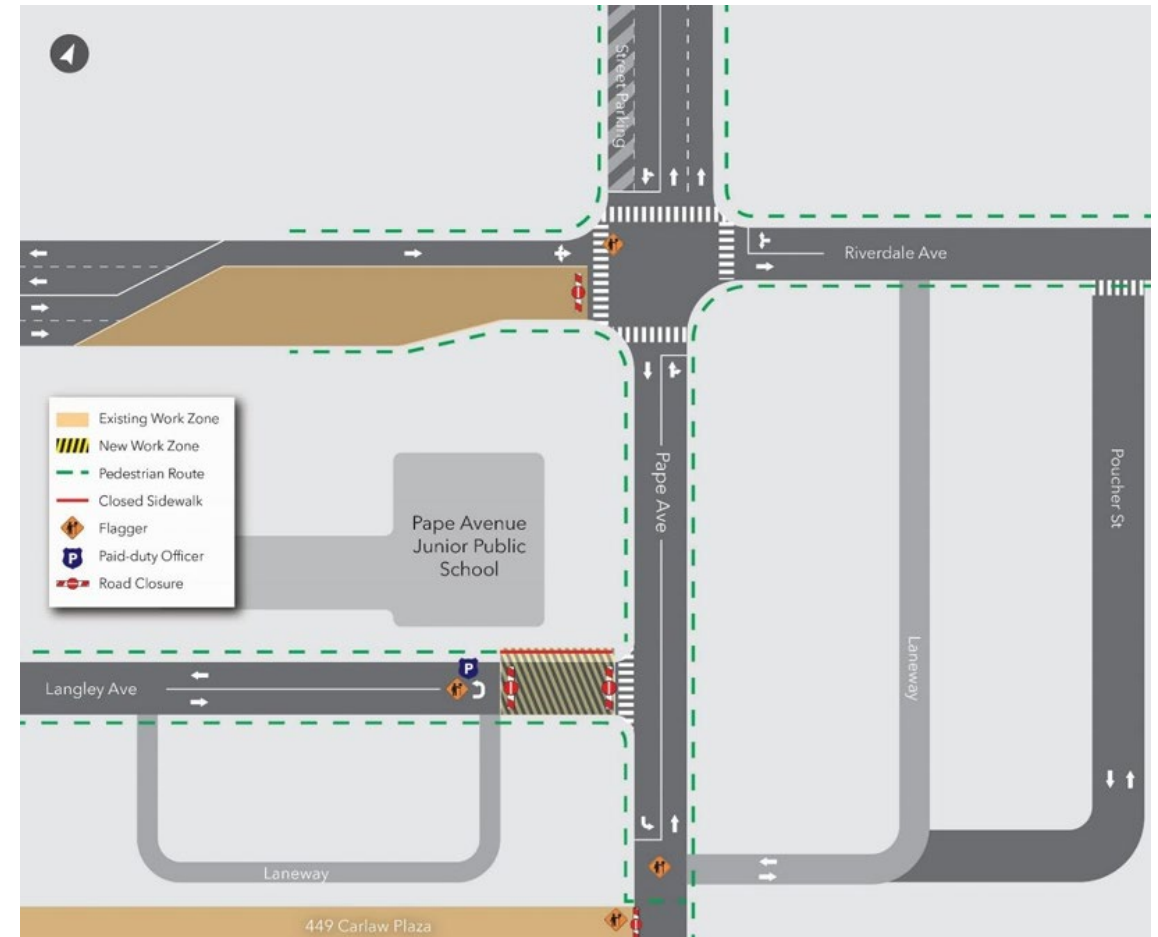 Street Parking
Riverdale Ave
Existing Work Zone
New Work Zone
Pedestrian Route
Closed Sidewalk
Flagger
P
Paid-duty Officer
Road Closure
Pape Avenue
Junior Public
School
Pape Ave
Poucher St
Laneway
P
Langley Ave
Laneway
449 Carlaw Plaza